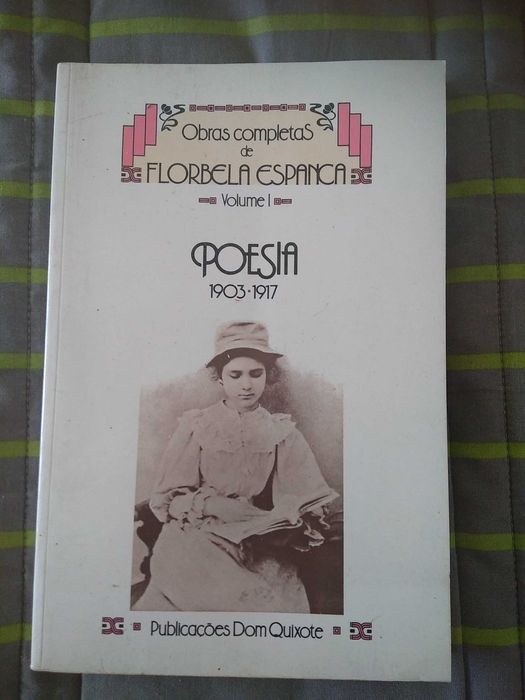 Obras completaS
de
FLORBELA ESPANCA
Volume I
POESIA
1903·1917
Publicações Dom Quixote